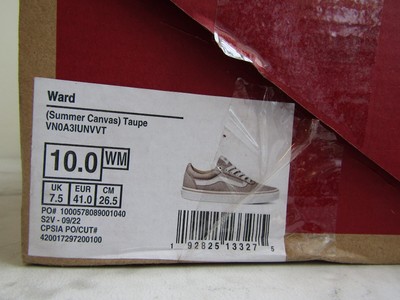 Ward
(Summer Canvas) Taupe
VN0A3IUNVVT
10.0 WM
UK EUR CM
7.5 41.0 26.5
PO# 1000578089001040
S2V - 09/22
CPSIA PO/CUT#
420017297200100
1 92825 13327 5